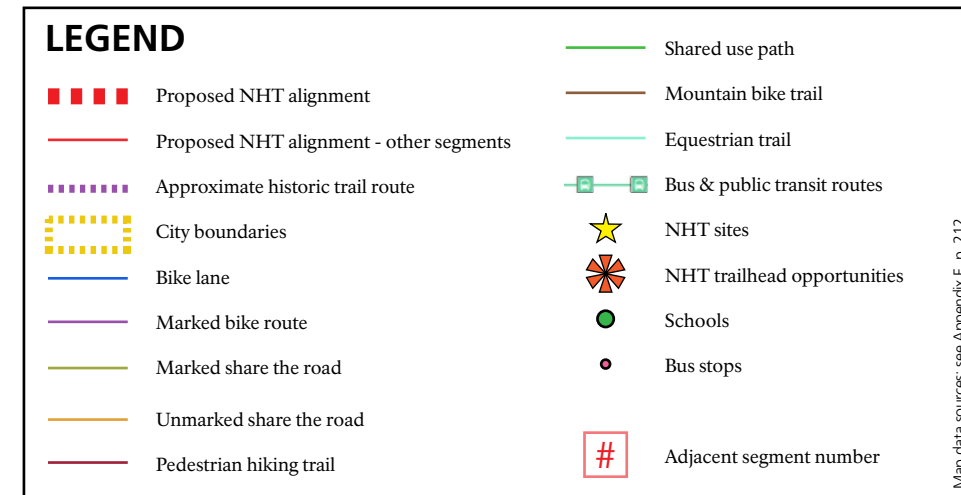 LEGEND
Proposed NHT alignment
Proposed NHT alignment - other segments
Approximate historic trail route
City boundaries
Bike lane
Marked bike route
Marked share the road
Unmarked share the road
Pedestrian hiking trail
Shared use path
Mountain bike trail
Equestrian trail
Bus & public transit routes
NHT sites
NHT trailhead opportunities
Schools
Bus stops
# Adjacent segment number
Map data sources: see Appendix E, p. 212